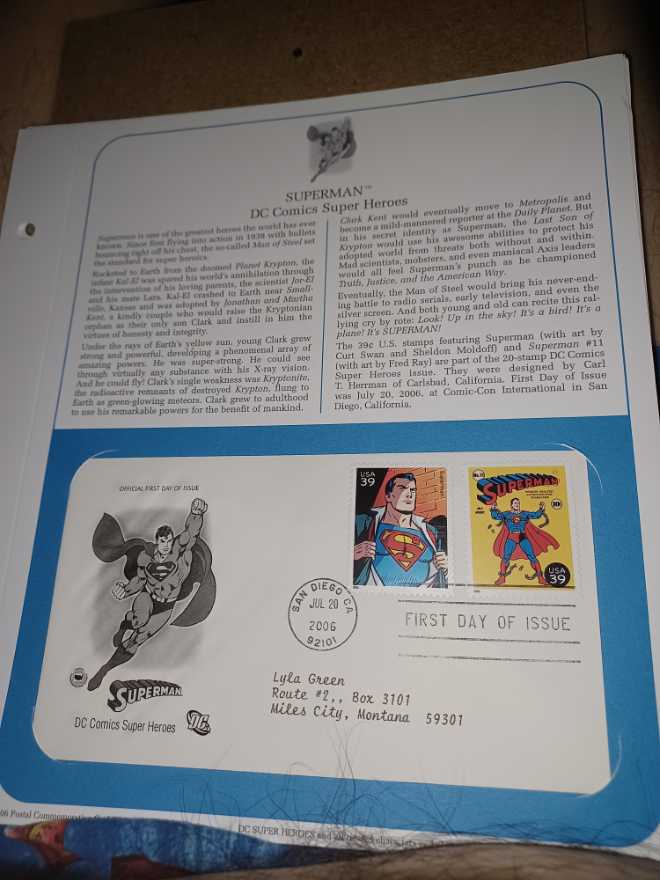 SUPERMAN™
DC Comics Super Heroes
Superman is one of the greatest heroes the world has ever
known. Since first flying into action in 1938 with bullets
bouncing right off his chest, the so-called Man of Steel set
the standard for super heroics.
Rocketed to Earth from the doomed Planet Krypton, the
infant Kal-El was spared his world's annihilation through
the intervention of his loving parents, the scientist Jor-El
and his mate Lara. Kal-El crashed to Earth near Small-
ville, Kansas and was adopted by Jonathan and Martha
Kent, a kindly couple who would raise the Kryptonian
orphan as their only son Clark and instill in him the
virtues of honesty and integrity.
Under the rays of Earth's yellow sun, young Clark grew
strong and powerful, developing a phenomenal array of
amazing powers. He was super-strong. He could see
through virtually any substance with his X-ray vision.
And he could fly! Clark's single weakness was Kryptonite,
the radioactive remnants of destroyed Krypton, flung to
Earth as green-glowing meteors. Clark grew to adulthood
to use his remarkable powers for the benefit of mankind.
Clark Kent would eventually move to Metropolis and
become a mild-mannered reporter at the Daily Planet. But
in his secret identity as Superman, the Last Son of
Krypton would use his awesome abilities to protect his
adopted world from threats both without and within.
Mad scientists, mobsters, and even maniacal Axis leaders
would all feel Superman's punch as he championed
Truth, Justice, and the American Way.
Eventually, the Man of Steel would bring his never-end-
ing battle to radio serials, early television, and even the
silver screen. And both young and old can recite this ral-
lying cry by rote: Look! Up in the sky! It's a bird! It's a
plane! It's SUPERMAN!
The 39¢ U.S. stamps featuring Superman (with art by
Curt Swan and Sheldon Moldoff) and Superman #11
(with art by Fred Ray) are part of the 20-stamp DC Comics
Super Heroes issue. They were designed by Carl
T. Herrman of Carlsbad, California. First Day of Issue
was July 20, 2006, at Comic-Con International in San
Diego, California.
OFFICIAL FIRST DAY OF ISSUE
SUPERMAN
DC Comics Super Heroes
DC
USA
39
SUPERMAN
No. 11
SUPERMAN
10¢
USA
39
SAN DIEGO CA
JUL 20
2006
92101
FIRST DAY OF ISSUE
Lyla Green
Route #2,, Box 3101
Miles City, Montana 59301
06 Postal Commemorative
DC SUPER HEROES and all related characters